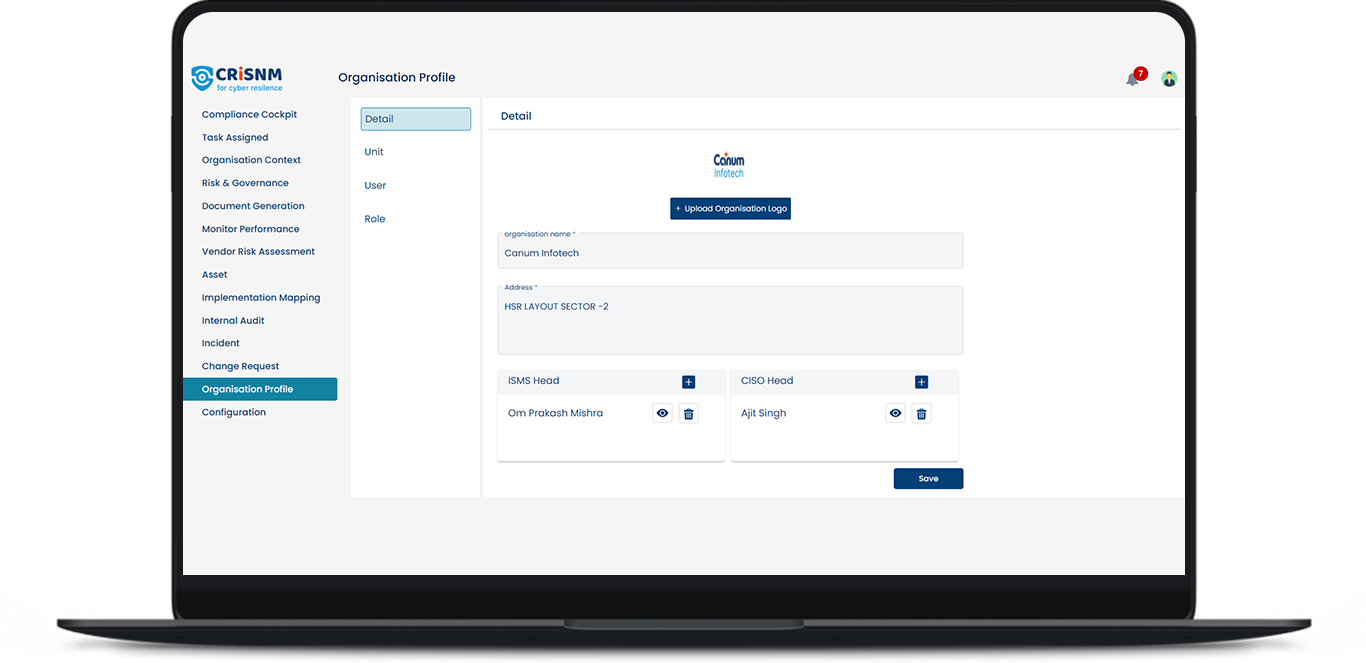 CRiSNM
for cyber resilence
Organisation Profile
7
Compliance Cockpit
Task Assigned
Organisation Context
Risk & Governance
Document Generation
Monitor Performance
Vendor Risk Assessment
Asset
Implementation Mapping
Internal Audit
Incident
Change Request
Organisation Profile
Configuration
Detail
Unit
User
Role
Detail
Canum
Infotech
+ Upload Organisation Logo
organisation name *
Canum Infotech
Address *
HSR LAYOUT SECTOR -2
ISMS Head
+
Om Prakash Mishra
CISO Head
+
Ajit Singh
Save